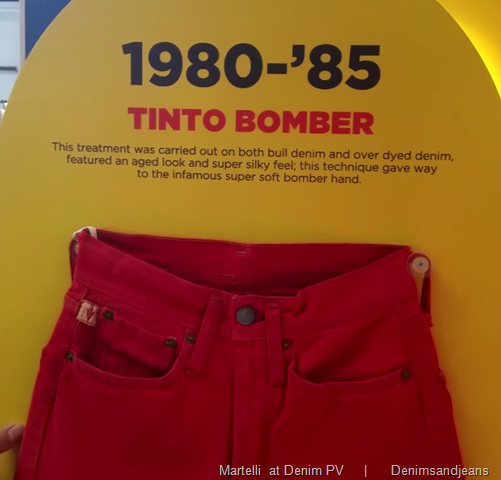 1980-'85
TINTO BOMBER
This treatment was carried out on both bull denim and over dyed denim,
featured an aged look and super silky feel; this technique gave way
to the infamous super soft bomber hand.
Martelli at Denim PV | Denimsandjeans